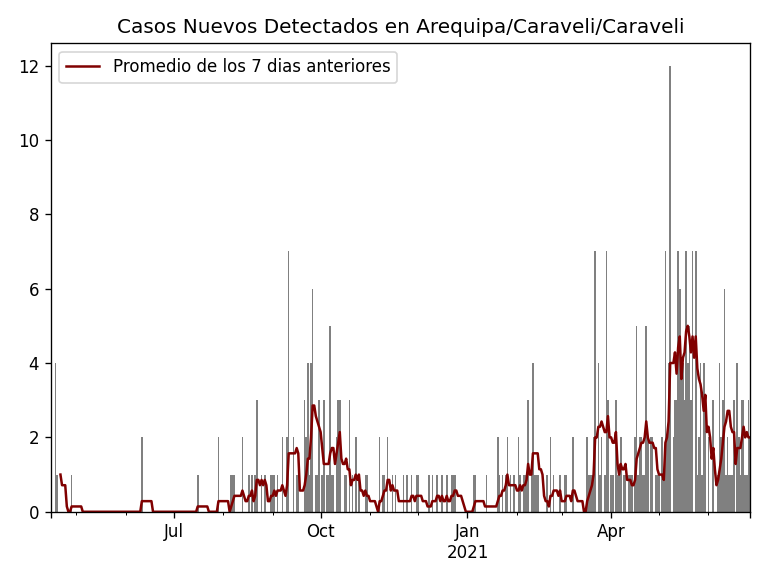 Casos Nuevos Detectados en Arequipa/Caraveli/Caraveli
Promedio de los 7 dias anteriores
12
10
8
6
4
2
0
Jul
Oct
Jan
2021
Apr